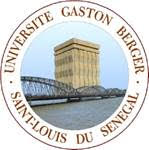 UNIVERSITE GASTON BERGER
SAINT-LOUIS DU SENEGAL